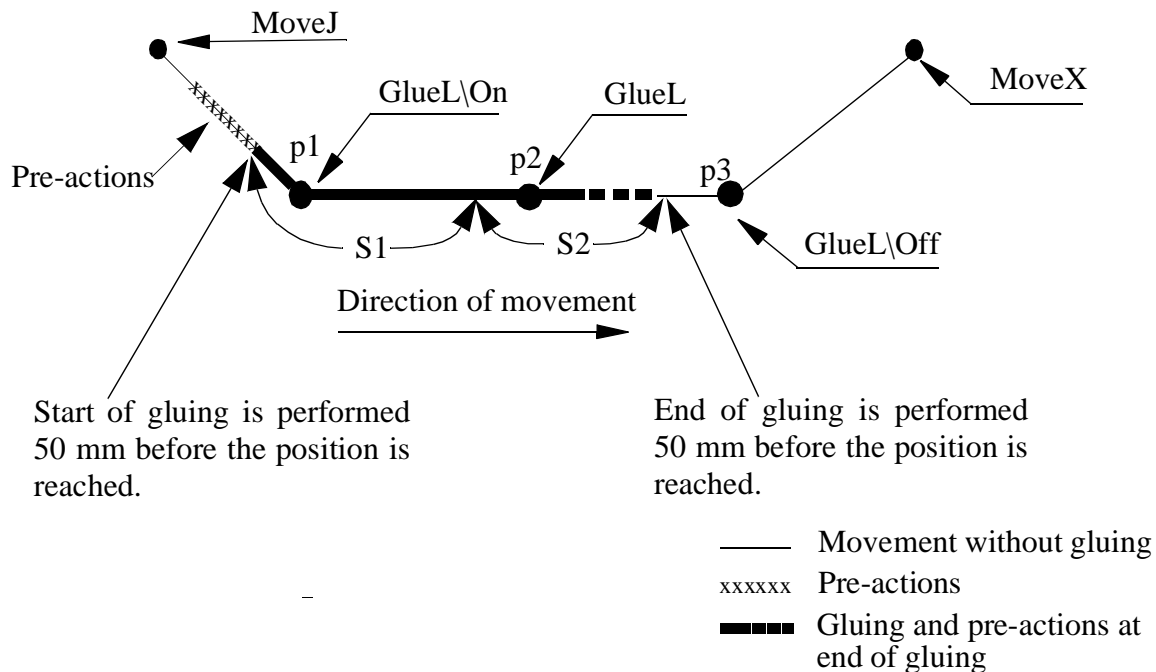 MoveJ
MoveX
GlueL\On
GlueL
p1
p2
p3
Pre-actions
S1
S2
GlueL\Off
Direction of movement
Start of gluing is performed
50 mm before the position is
reached.
End of gluing is performed
50 mm before the position is
reached.
Movement without gluing
xxxxxx Pre-actions
Gluing and pre-actions at
end of gluing